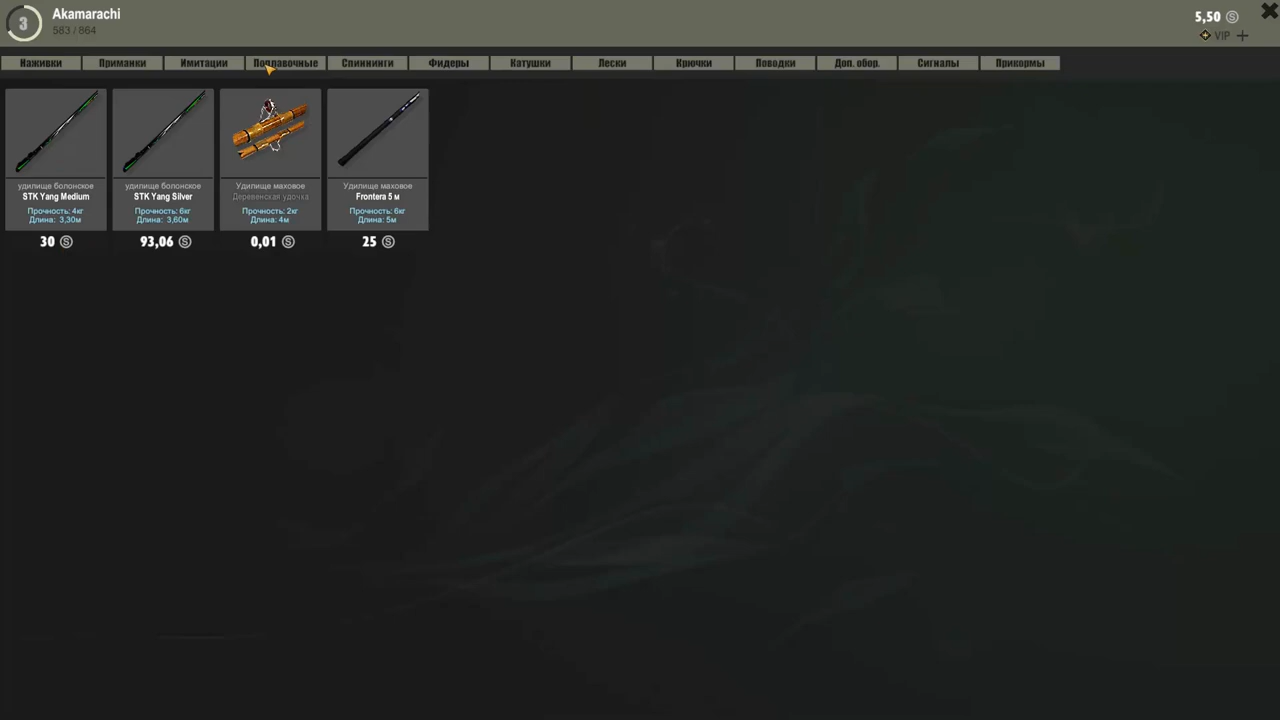 3
Akamarachi
583 / 864
5,50 S
VIP +
Наживки Приманки Имитации Поплавочные Спиннинги Фидеры Катушки Лески Крючки Поводки Доп. обор. Сигналы Прикормы
удилище болонское
STK Yang Medium
Прочность: 4кг
Длина: 3,30м
30 S
удилище болонское
STK Yang Silver
Прочность: 6кг
Длина: 3,60м
93,06 S
Удилище маховое
Деревенская удочка
Прочность: 2кг
Длина: 4м
0,01 S
Удилище маховое
Frontera 5 м
Прочность: 6кг
Длина: 5м
25 S